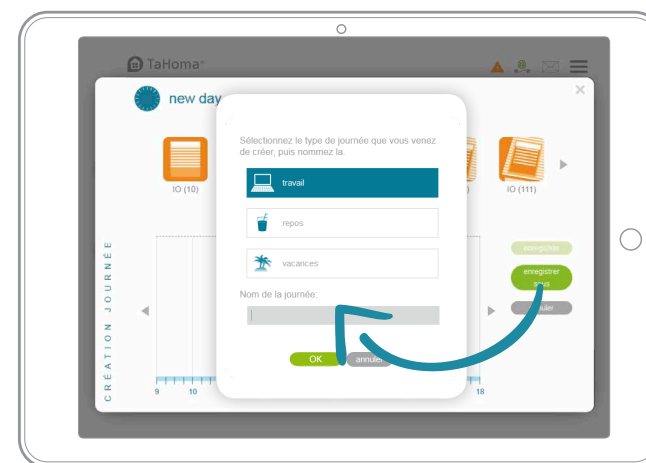 TaHoma
new day
Sélectionnez le type de journée que vous venez
de créer, puis nommez la.
travail
repos
vacances
Nom de la journée:
OK
annuler
IO (10)
IO (111)
enregistrer
enregistrer
sous
CRÉATION JOURNÉE
9
10
18